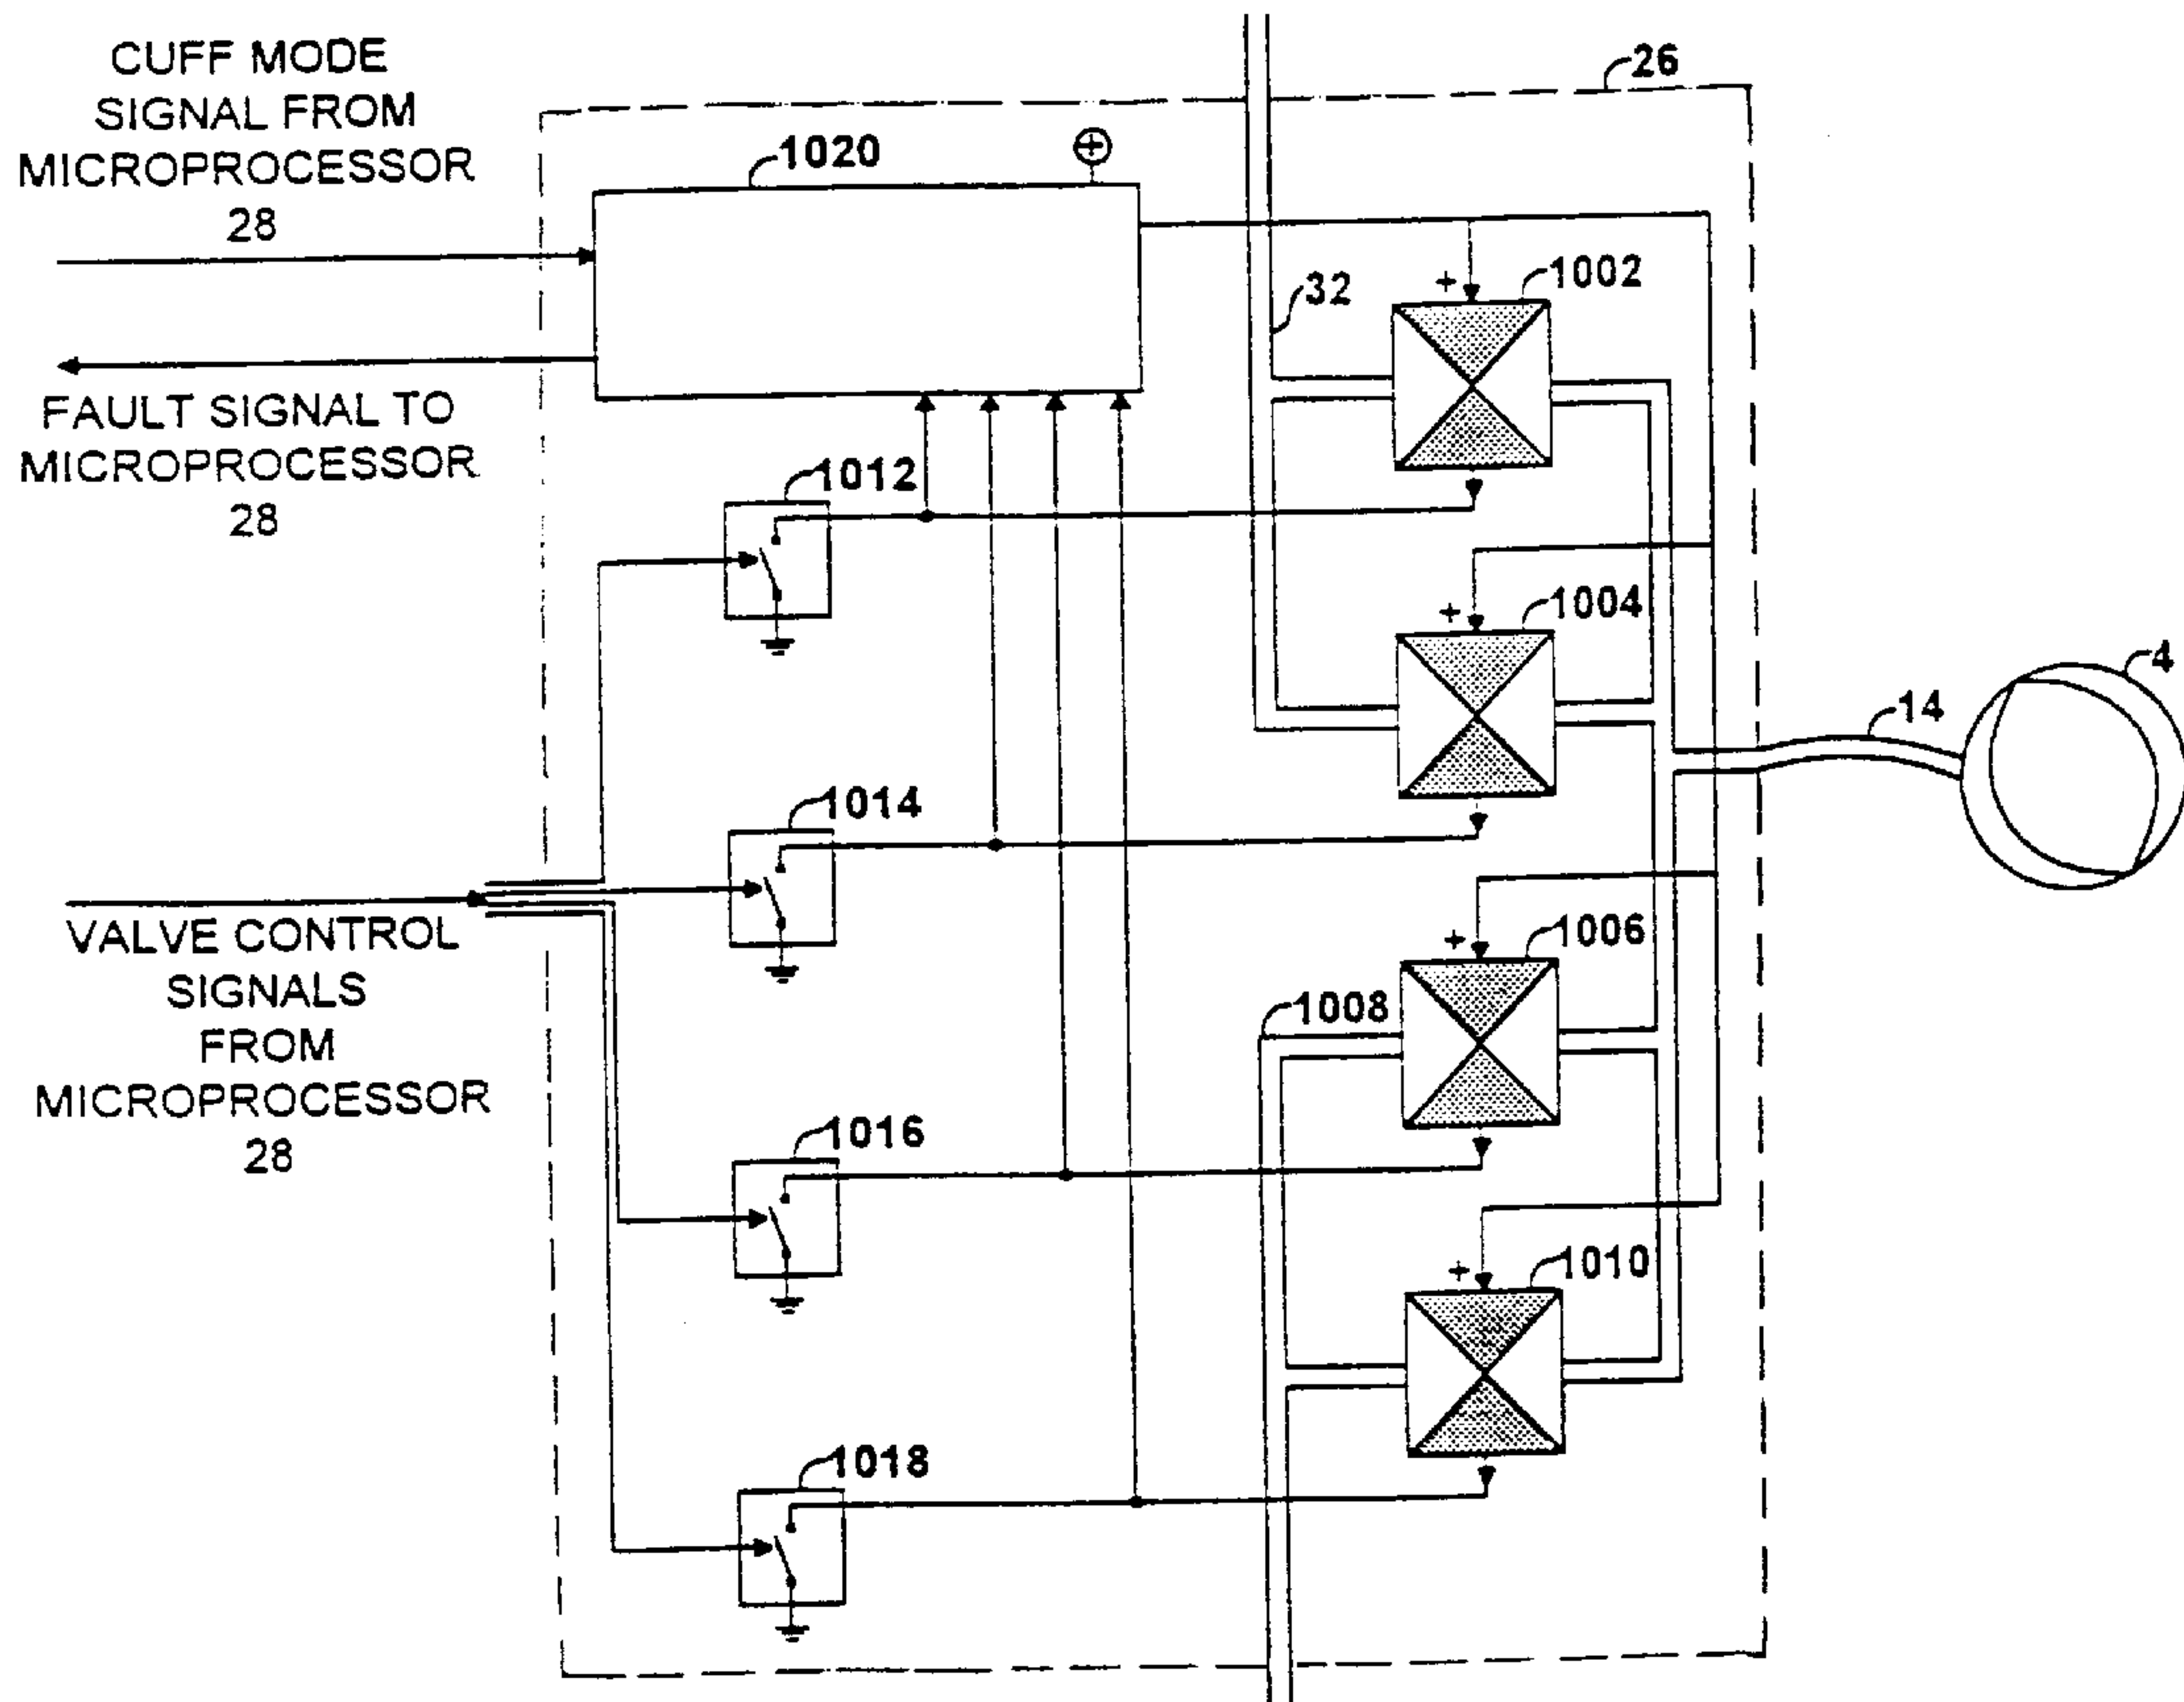 CUFF MODE
SIGNAL FROM
MICROPROCESSOR
28
FAULT SIGNAL TO
MICROPROCESSOR
28
VALVE CONTROL
SIGNALS
FROM
MICROPROCESSOR
28
26
1020
+
32
+
1002
1012
+
1004
4
14
1014
+
1006
1008
1016
+
1010
1018